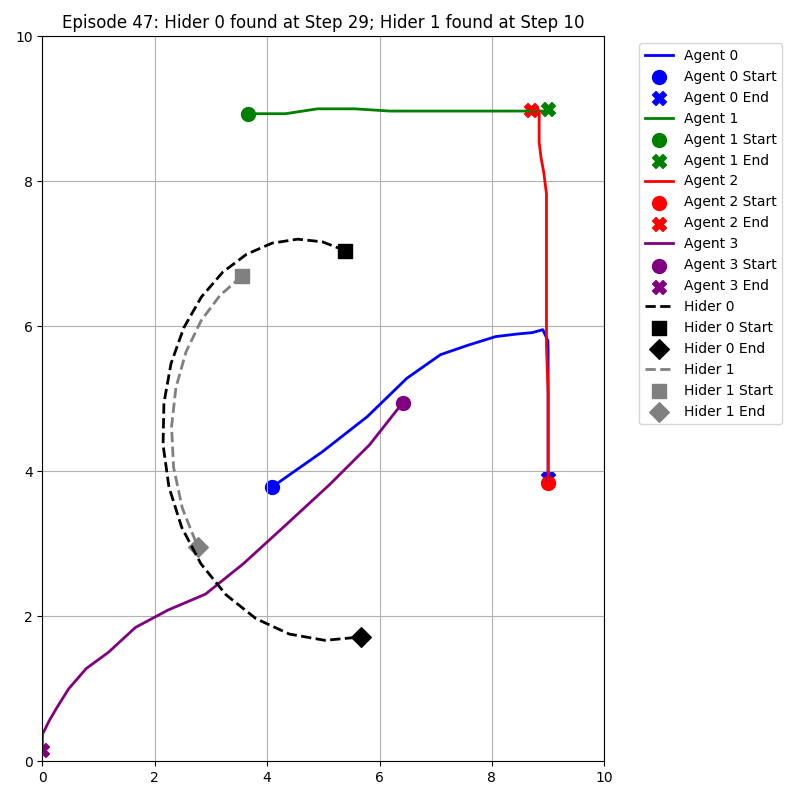 Episode 47: Hider 0 found at Step 29; Hider 1 found at Step 10
10
8
6
4
2
0
0 2 4 6 8 10
Agent 0
Agent 0 Start
Agent 0 End
Agent 1
Agent 1 Start
Agent 1 End
Agent 2
Agent 2 Start
Agent 2 End
Agent 3
Agent 3 Start
Agent 3 End
Hider 0
Hider 0 Start
Hider 0 End
Hider 1
Hider 1 Start
Hider 1 End